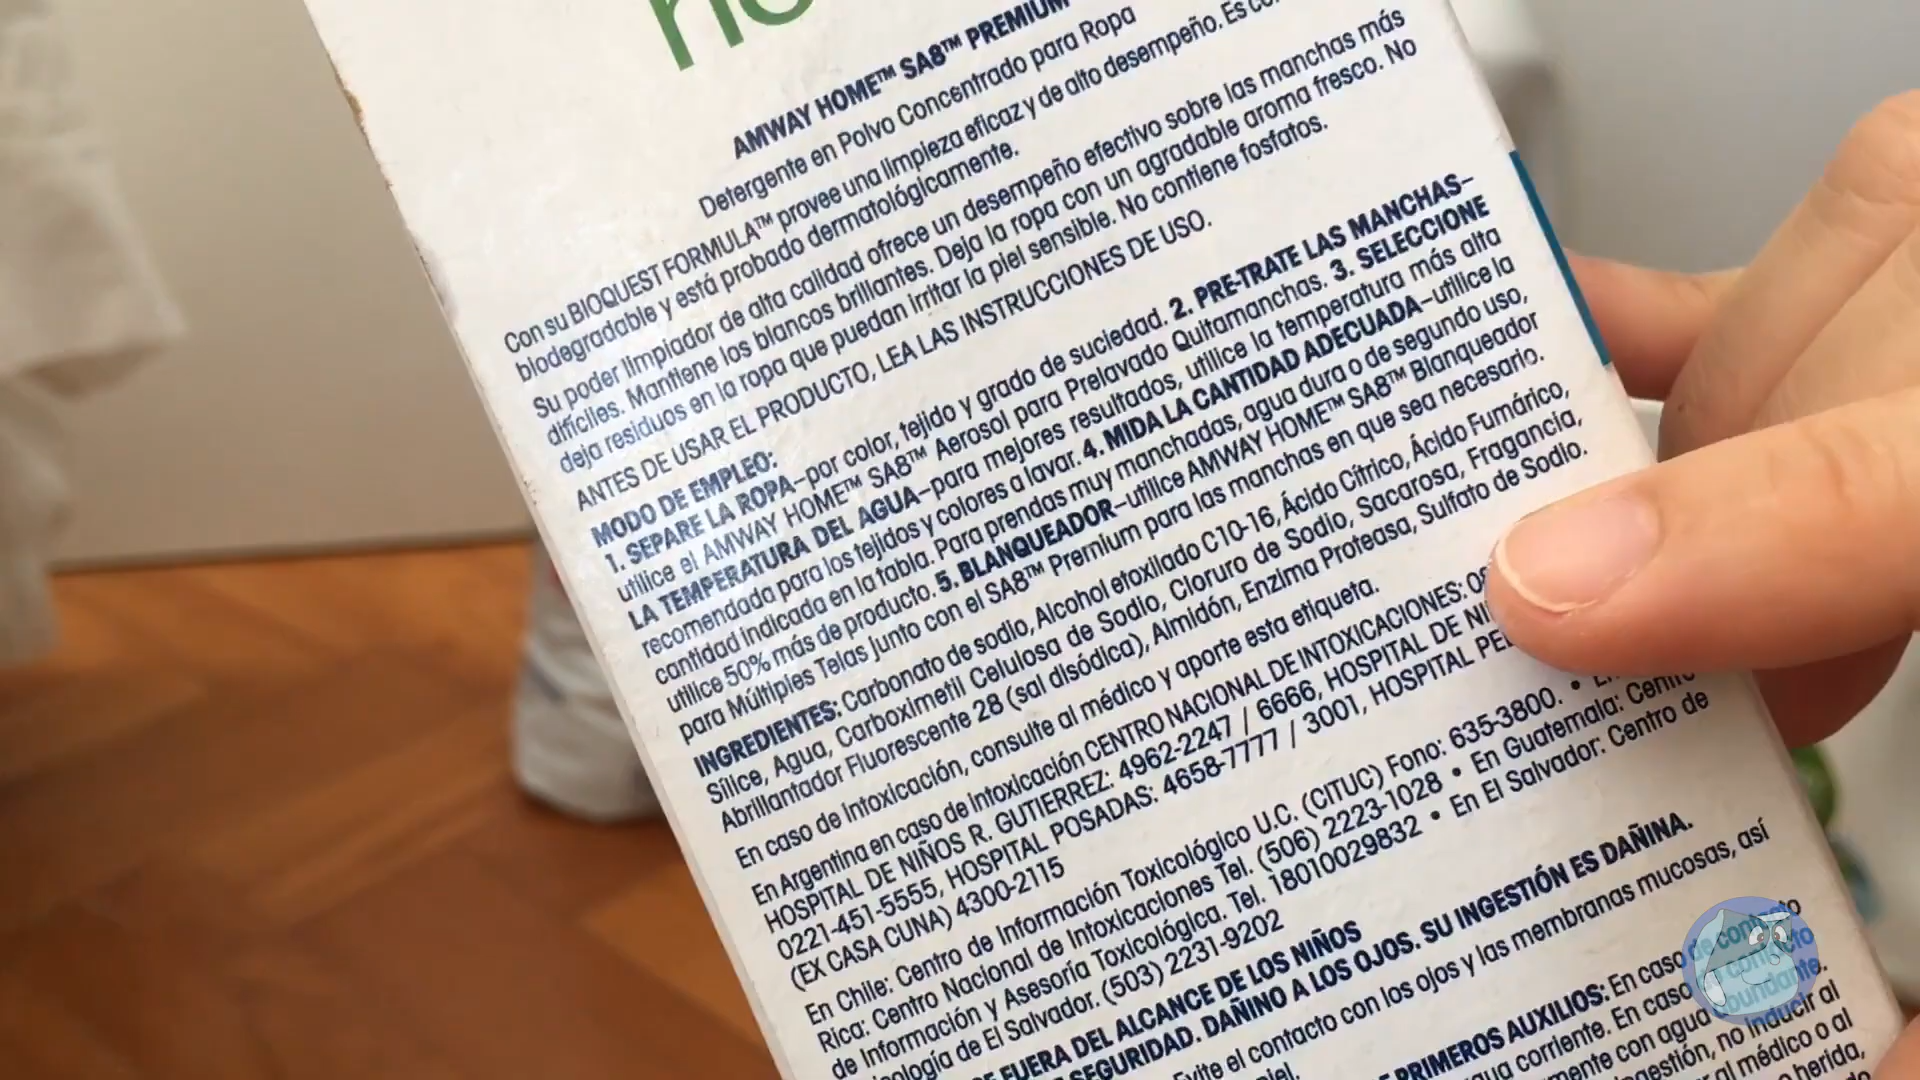 AMWAY HOME™ SA8™ PREMIUM
Detergente en Polvo Concentrado para Ropa
Con su BIOQUEST FORMULA™ provee una limpieza eficaz y de alto desempeño. Es
biodegradable y está probado dermatológicamente.
Su poder limpiador de alta calidad ofrece un desempeño efectivo sobre las manchas más
difíciles. Mantiene los blancos brillantes. Deja la ropa con un agradable aroma fresco. No
deja residuos en la ropa que puedan irritar la piel sensible. No contiene fosfatos.
ANTES DE USAR EL PRODUCTO, LEA LAS INSTRUCCIONES DE USO.
MODO DE EMPLEO:
1. SEPARE LA ROPA–por color, tejido y grado de suciedad. 2. PRE-TRATE LAS MANCHAS–
utilice el AMWAY HOME™ SA8™ Aerosol para Prelavado Quitamanchas. 3. SELECCIONE
LA TEMPERATURA DEL AGUA–para mejores resultados, utilice la temperatura más alta
recomendada para los tejidos y colores a lavar. 4. MIDA LA CANTIDAD ADECUADA–utilice la
cantidad indicada en la tabla. Para prendas muy manchadas, agua dura o de segundo uso,
utilice 50% más de producto. 5. BLANQUEADOR–utilice AMWAY HOME™ SA8™ Blanqueador
para Múltiples Telas junto con el SA8™ Premium para las manchas en que sea necesario.
INGREDIENTES: Carbonato de sodio, Alcohol etoxilado C10-16, Ácido Cítrico, Ácido Fumárico,
Sílice, Agua, Carboximetil Celulosa de Sodio, Cloruro de Sodio, Sacarosa, Fragancia,
Abrillantador Fluorescente 28 (sal disódica), Almidón, Enzima Proteasa, Sulfato de Sodio.
En caso de Intoxicación, consulte al médico y aporte esta etiqueta.
En Argentina en caso de Intoxicación CENTRO NACIONAL DE INTOXICACIONES:
HOSPITAL DE NIÑOS R. GUTIERREZ: 4962-2247 / 6666, HOSPITAL DE
0221-451-5555, HOSPITAL POSADAS: 4658-7777 / 3001, HOSPITAL
(EX CASA CUNA) 4300-2115
En Chile: Centro de Información Toxicológico U.C. (CITUC) Fono: 635-3800. •
Rica: Centro Nacional de Intoxicaciones Tel. (506) 2223-1028 • En Guatemala: Centro
de Información y Asesoría Toxicológica. Tel. 18010029832 • En El Salvador: Centro de
de El Salvador. (503) 2231-9202
FUERA DEL ALCANCE DE LOS NIÑOS
SEGURIDAD. DAÑINO A LOS OJOS. SU INGESTIÓN ES DAÑINA.
Evite el contacto con los ojos y las membranas mucosas, así
piel.
PRIMEROS AUXILIOS: En caso de contacto
agua corriente. En caso de contacto
con agua abundante.
no inducir al
al médico o al
herida,